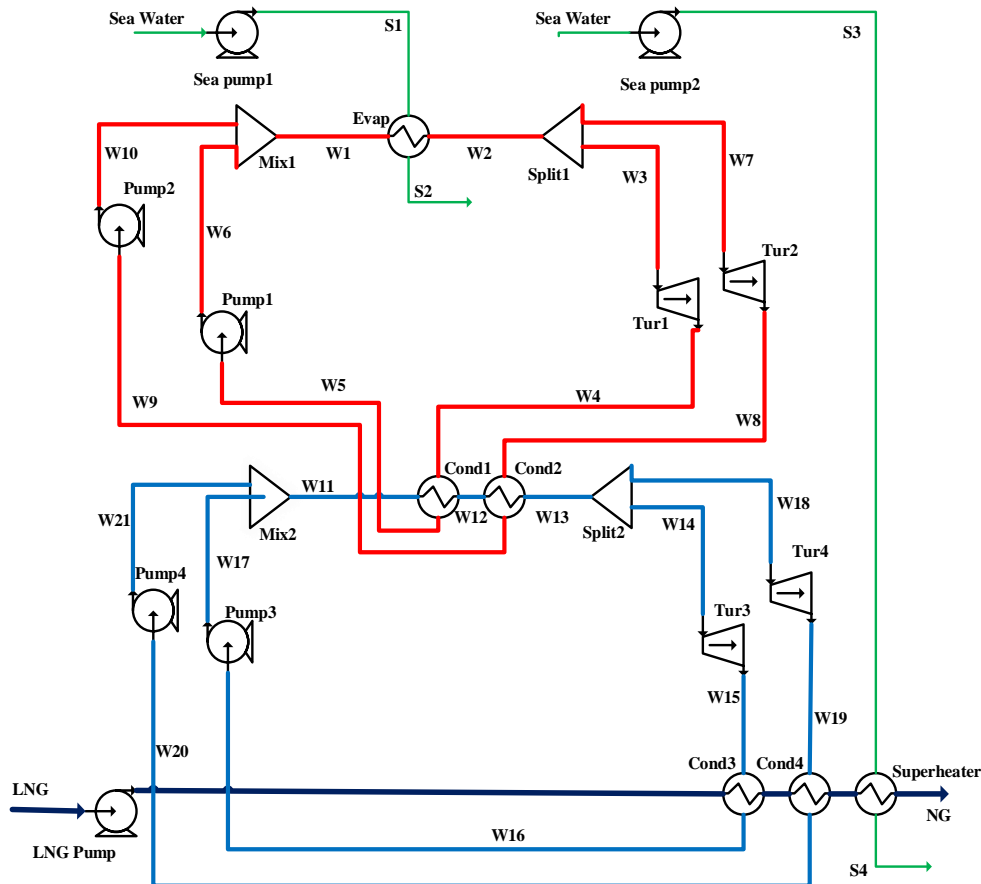 Sea Water
S1
Sea pump1
Sea Water
S3
Sea pump2
Evap
W10
Mix1
W1
W2
Split1
W3
W7
S2
Pump2
W6
Tur2
Pump1
Tur1
W5
W4
W9
W8
Cond1
Cond2
W11
W12
W13
W18
W21
Mix2
W14
Split2
W17
Tur4
Pump4
Pump3
Tur3
W15
W19
W20
Cond3
Cond4
Superheater
LNG
NG
W16
LNG Pump
S4